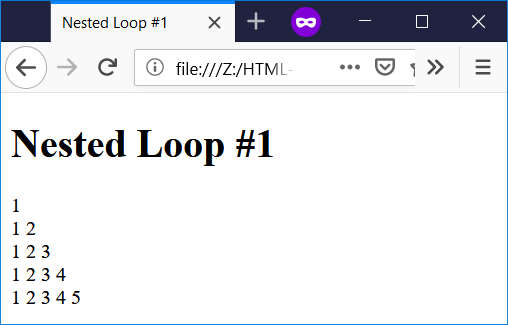 Nested Loop #1
file:///Z:/HTML-
Nested Loop #1
1
1 2
1 2 3
1 2 3 4
1 2 3 4 5